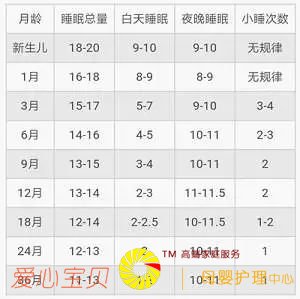 月龄 睡眠总量 白天睡眠 夜晚睡眠 小睡次数
新生儿 18-20 9-10 9-10 无规律
1月 16-18 8-9 8-9 无规律
3月 15-17 5-7 9-10 3-4
6月 14-16 4-5 10-11 2-3
9月 13-15 3-4 10-11 2
12月 13-14 2-3 11-11.5 2
18月 12-14 2-2.5 10-11.5 1-2
24月 12-13 2 10-11 1
TM 高赣家庭服务
36月 11-13 1
爱心宝贝 母婴护理中心